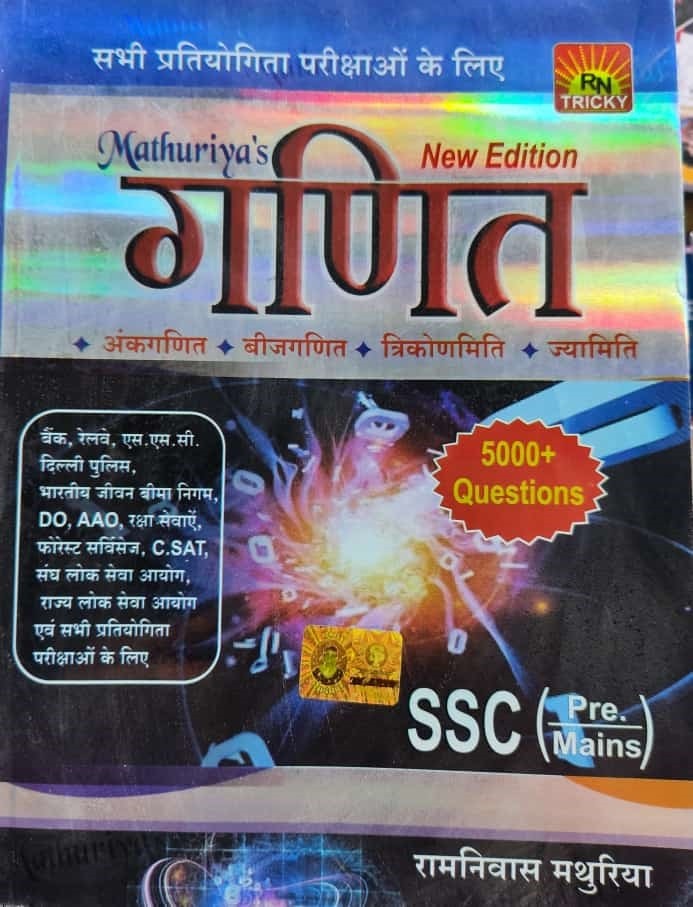 सभी प्रतियोगिता परीक्षाओं के लिए
RN
TRICKY
Mathuriya's
New Edition
गणित
✦ अंकगणित ✦ बीजगणित ✦ त्रिकोणमिति ✦ ज्यामिति
बैंक, रेलवे, एस.एस.सी.
दिल्ली पुलिस,
भारतीय जीवन बीमा निगम,
DO, AAO, रक्षा सेवाऐं,
फोरेस्ट सर्विसेज, C.SAT,
संघ लोक सेवा आयोग,
राज्य लोक सेवा आयोग
एवं सभी प्रतियोगिता
परीक्षाओं के लिए
5000+
Questions
SSC (Pre.
Mains)
रामनिवास मथुरिया